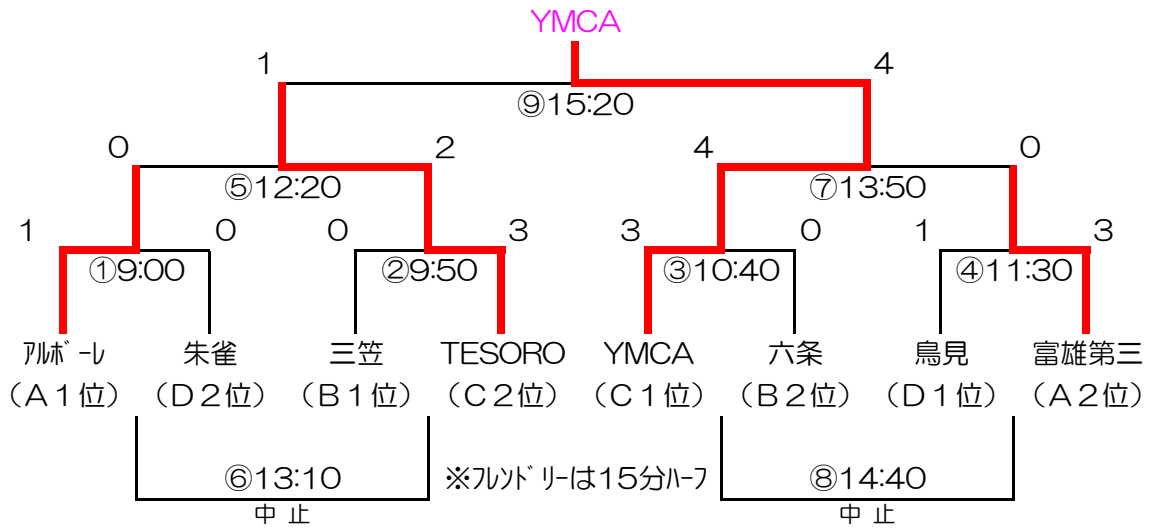 YMCA
1 4
⑨15:20
0 2 4 0
⑤12:20 ⑦13:50
1 0 0 3 3 0 1 3
①9:00 ②9:50 ③10:40 ④11:30
ｱﾙﾎﾞｰﾚ 朱雀 三笠 TESORO YMCA 六条 鳥見 富雄第三
（A１位） （D２位） （B１位） （C２位） （C１位） （B２位） （D１位） （A２位）
⑥13:10 ※ﾌﾚﾝﾄﾞﾘｰは15分ﾊｰﾌ ⑧14:40
中止 中止